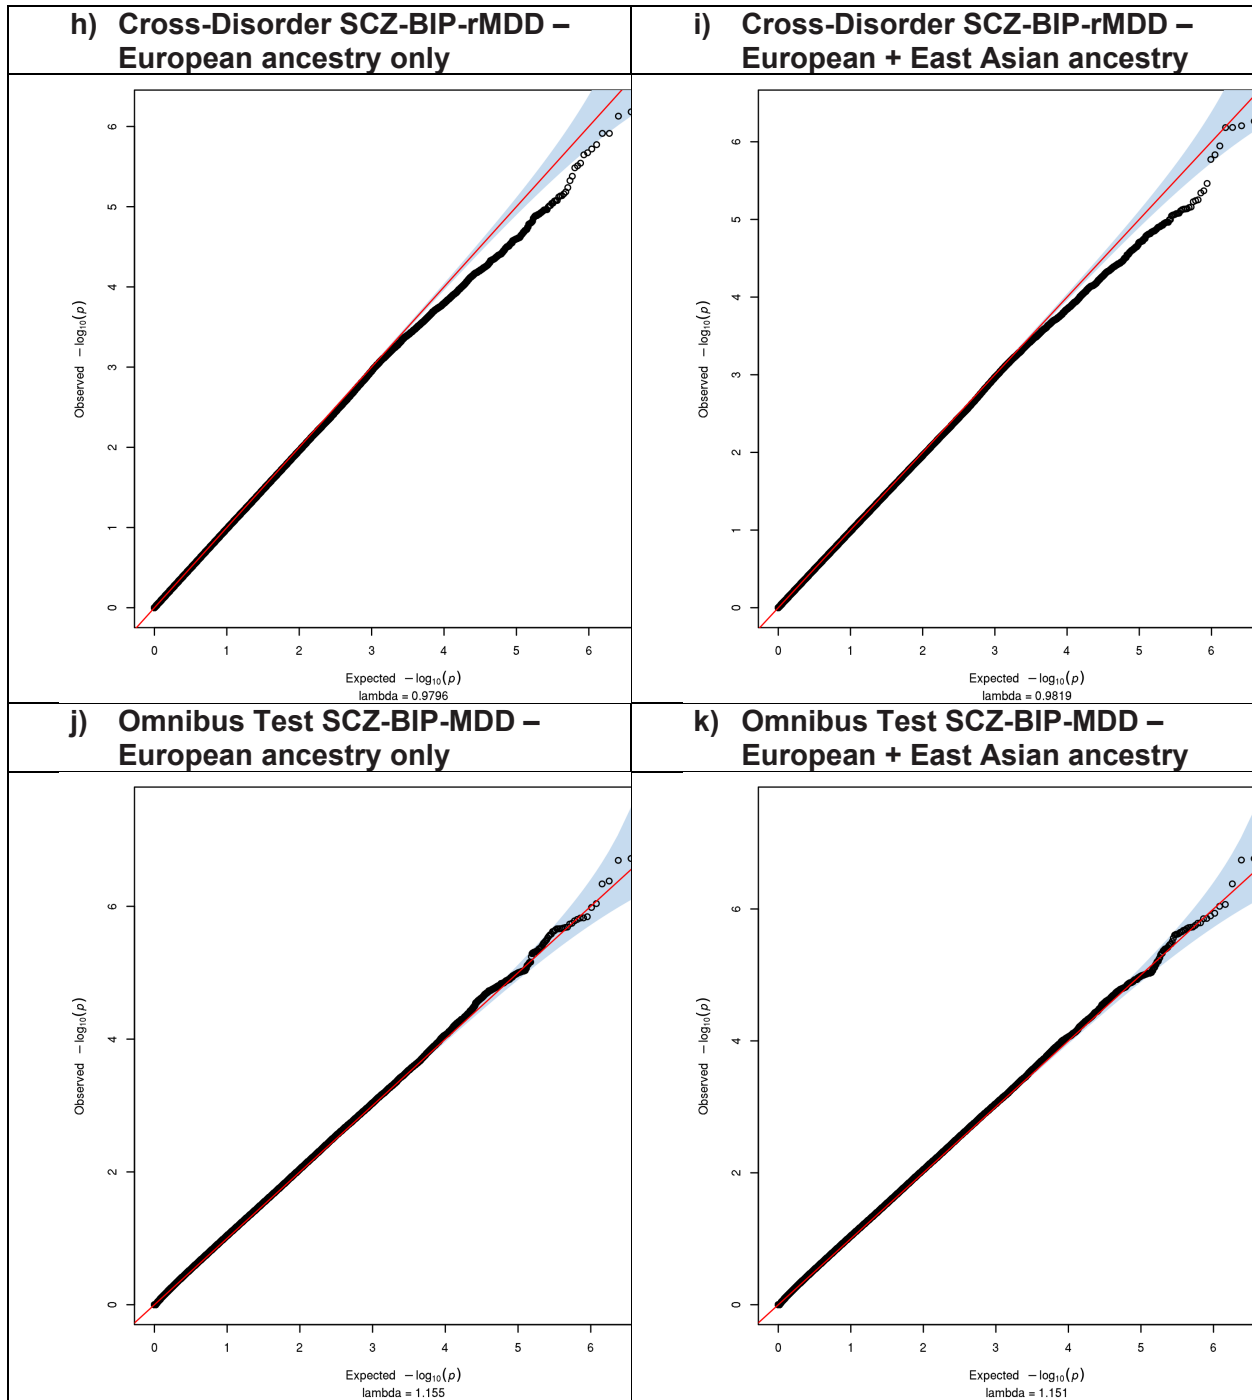 h) Cross-Disorder SCZ-BIP-rMDD –
European ancestry only
i) Cross-Disorder SCZ-BIP-rMDD –
European + East Asian ancestry
Observed −log₁₀(p)
6
5
4
3
2
1
0
0 1 2 3 4 5 6
Expected −log₁₀(p)
lambda = 0.9796
Observed −log₁₀(p)
6
5
4
3
2
1
0
0 1 2 3 4 5 6
Expected −log₁₀(p)
lambda = 0.9819
j) Omnibus Test SCZ-BIP-MDD –
European ancestry only
k) Omnibus Test SCZ-BIP-MDD –
European + East Asian ancestry
Observed −log₁₀(p)
6
4
2
0
0 1 2 3 4 5 6
Expected −log₁₀(p)
lambda = 1.155
Observed −log₁₀(p)
6
4
2
0
0 1 2 3 4 5 6
Expected −log₁₀(p)
lambda = 1.151